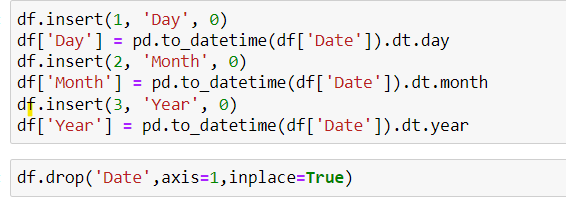 df.insert(1, 'Day', 0)
df['Day'] = pd.to_datetime(df['Date']).dt.day
df.insert(2, 'Month', 0)
df['Month'] = pd.to_datetime(df['Date']).dt.month
df.insert(3, 'Year', 0)
df['Year'] = pd.to_datetime(df['Date']).dt.year
df.drop('Date',axis=1,inplace=True)